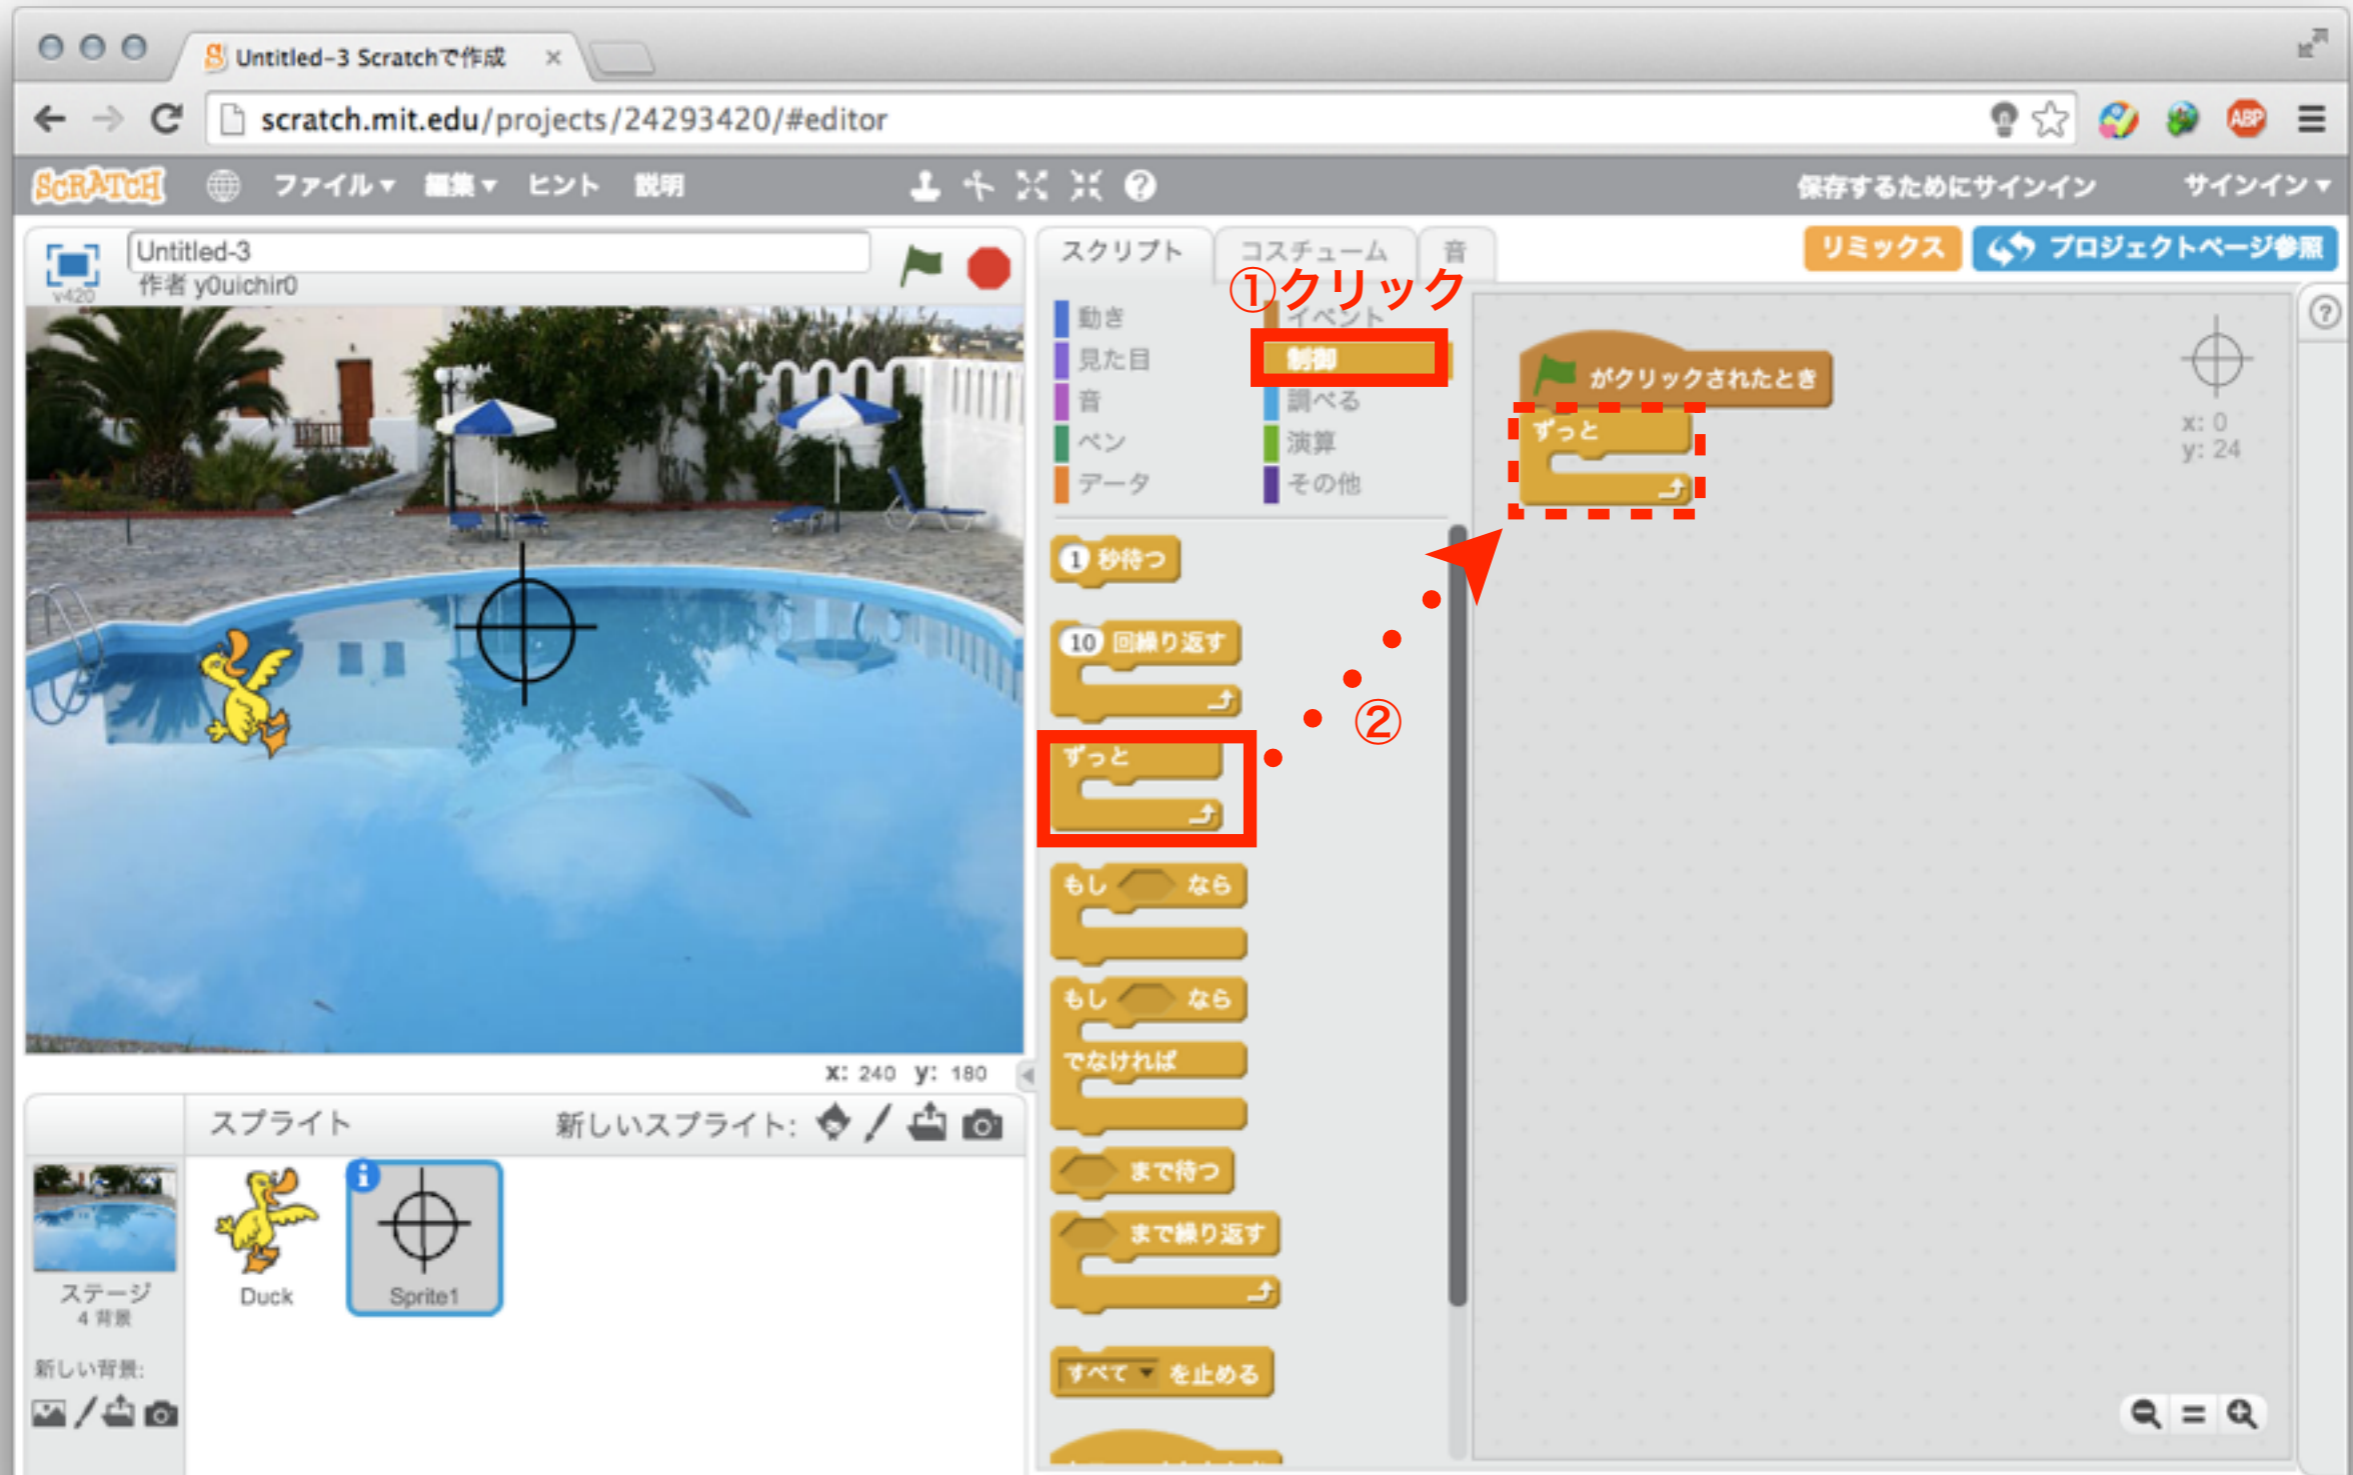 Untitled-3 Scratchで作成
scratch.mit.edu/projects/24293420/#editor
ABP
SCRATCH ファイル 編集 ヒント 説明 保存するためにサインイン サインイン
Untitled-3
作者 y0uichir0
v420
スクリプト コスチューム 音 リミックス プロジェクトページ参照
①クリック
動き イベント
見た目 制御
音 調べる
ペン 演算
データ その他
がクリックされたとき
ずっと
x: 0
y: 24
1 秒待つ
10 回繰り返す
ずっと
②
もし なら
もし なら
でなければ
まで待つ
まで繰り返す
すべて を止める
x: 240 y: 180
スプライト 新しいスプライト:
Duck
Sprite1
ステージ
4 背景
新しい背景: